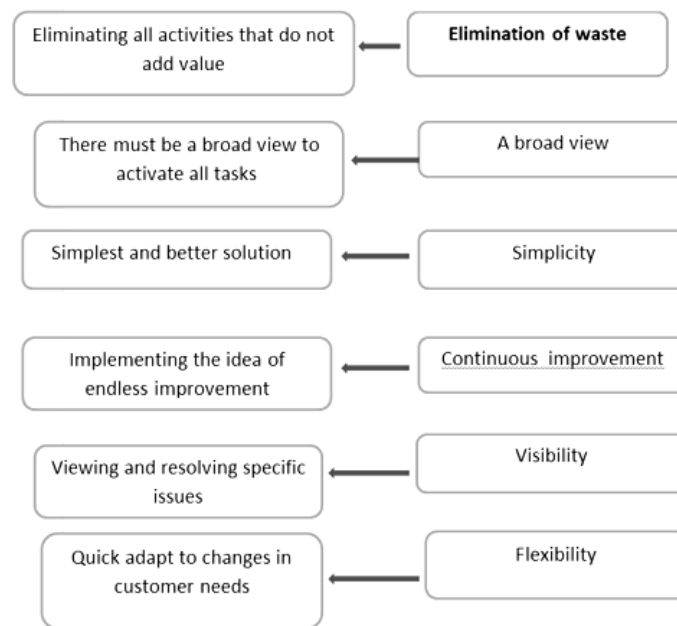 Eliminating all activities that do not
add value
Elimination of waste
There must be a broad view to
activate all tasks
A broad view
Simplest and better solution
Simplicity
Implementing the idea of
endless improvement
Continuous improvement
Viewing and resolving specific
issues
Visibility
Quick adapt to changes in
customer needs
Flexibility